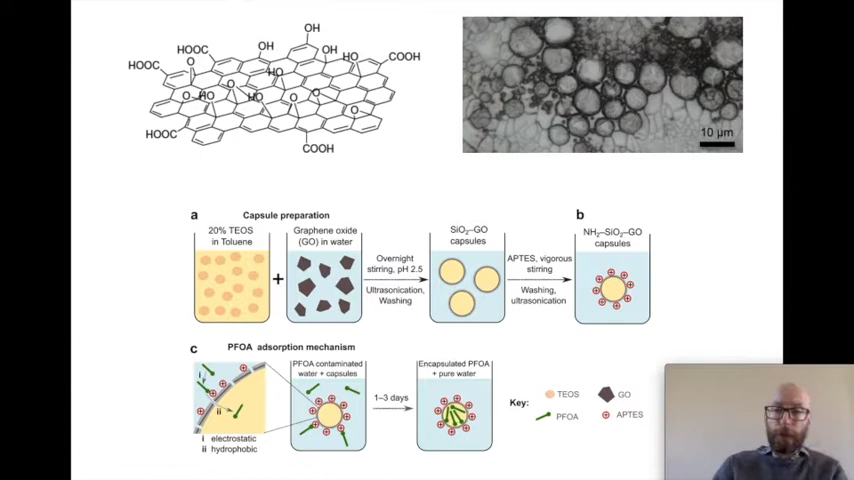 OH
HOOC
OH
OH
HO
COOH
HOOC
O
HO
O
O
HO
HO
O
O
O
HOOC
COOH
10 µm
a Capsule preparation
20% TEOS
in Toluene
+
Graphene oxide
(GO) in water
Overnight
stirring, pH 2.5
Ultrasonication,
Washing
SiO2–GO
capsules
APTES, vigorous
stirring
Washing,
ultrasonication
b
NH2–SiO2–GO
capsules
c PFOA adsorption mechanism
i
ii
i electrostatic
ii hydrophobic
PFOA contaminated
water + capsules
1–3 days
Encapsulated PFOA
+ pure water
Key:
TEOS
GO
PFOA
APTES